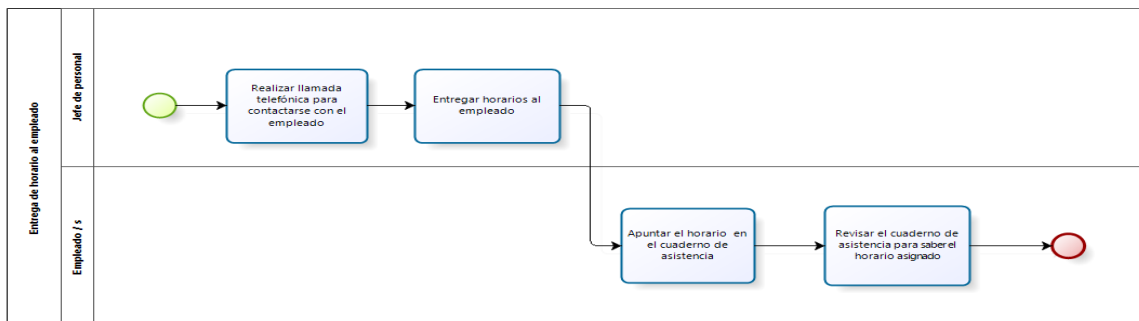 Entrega de horario al empleado
Jefe de personal
Realizar llamada
telefónica para
contactarse con el
empleado
Entregar horarios al
empleado
Empleado / s
Apuntar el horario en
el cuaderno de
asistencia
Revisar el cuaderno de
asistencia para saber el
horario asignado